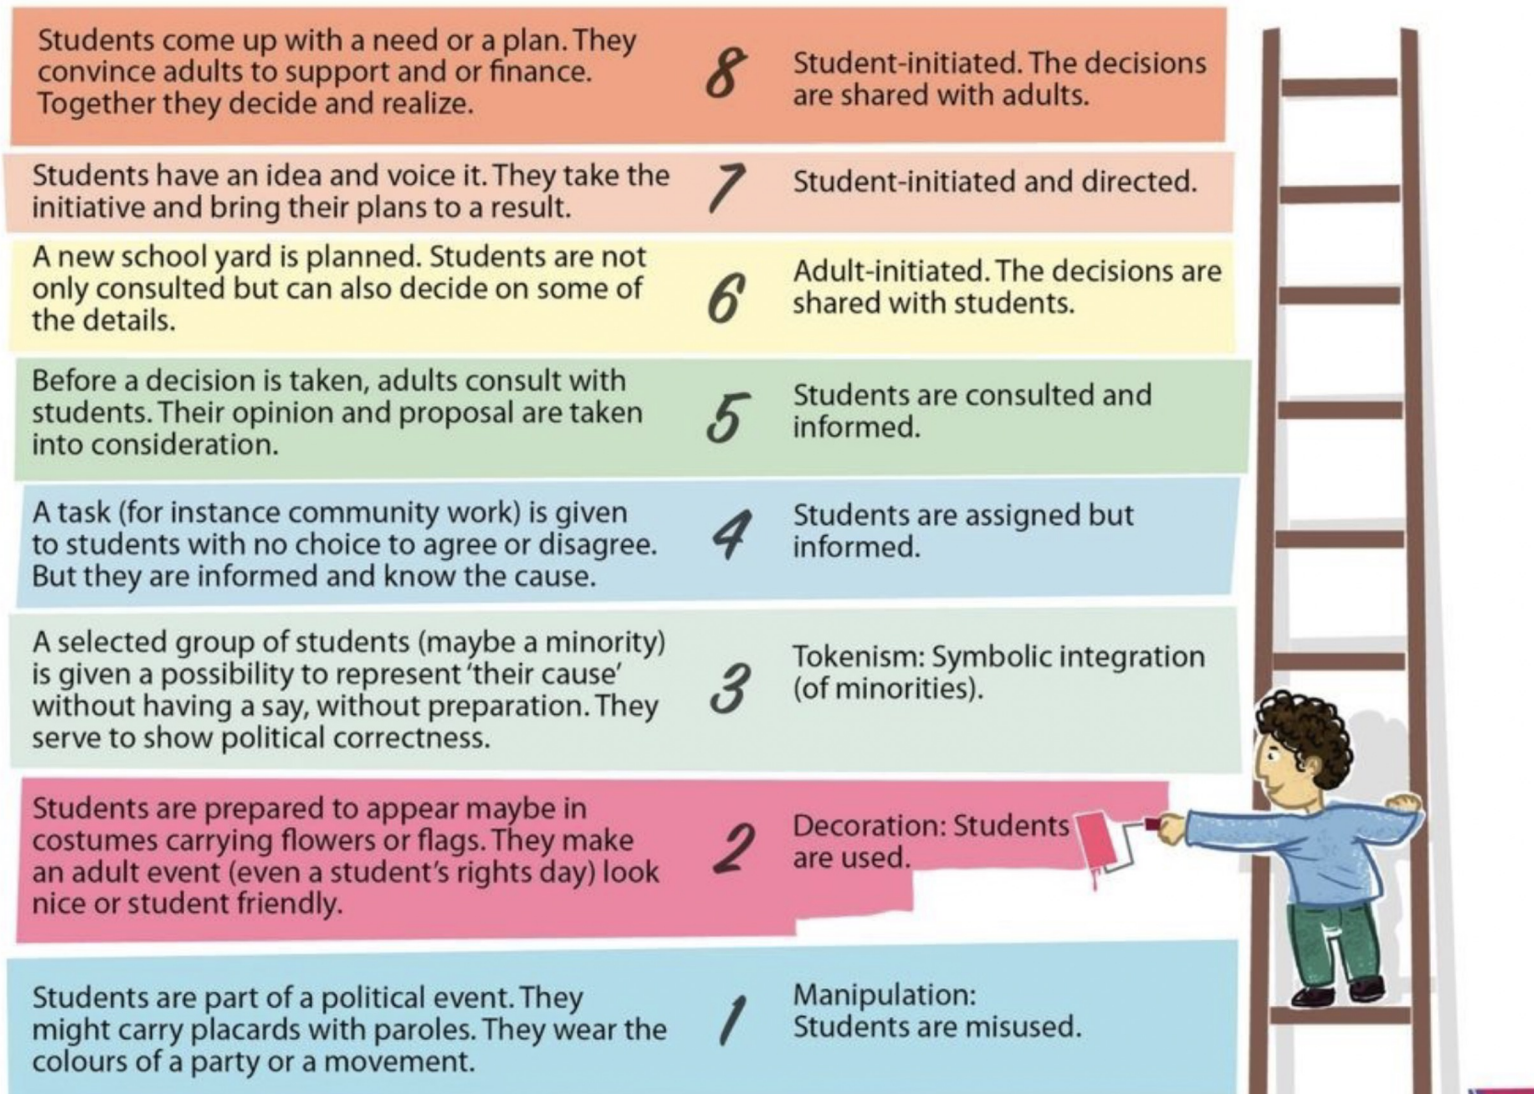 Students come up with a need or a plan. They
convince adults to support and or finance.
Together they decide and realize.
8
Student-initiated. The decisions
are shared with adults.
Students have an idea and voice it. They take the
initiative and bring their plans to a result.
7
Student-initiated and directed.
A new school yard is planned. Students are not
only consulted but can also decide on some of
the details.
6
Adult-initiated. The decisions are
shared with students.
Before a decision is taken, adults consult with
students. Their opinion and proposal are taken
into consideration.
5
Students are consulted and
informed.
A task (for instance community work) is given
to students with no choice to agree or disagree.
But they are informed and know the cause.
4
Students are assigned but
informed.
A selected group of students (maybe a minority)
is given a possibility to represent ‘their cause’
without having a say, without preparation. They
serve to show political correctness.
3
Tokenism: Symbolic integration
(of minorities).
Students are prepared to appear maybe in
costumes carrying flowers or flags. They make
an adult event (even a student’s rights day) look
nice or student friendly.
2
Decoration: Students
are used.
Students are part of a political event. They
might carry placards with paroles. They wear the
colours of a party or a movement.
1
Manipulation:
Students are misused.